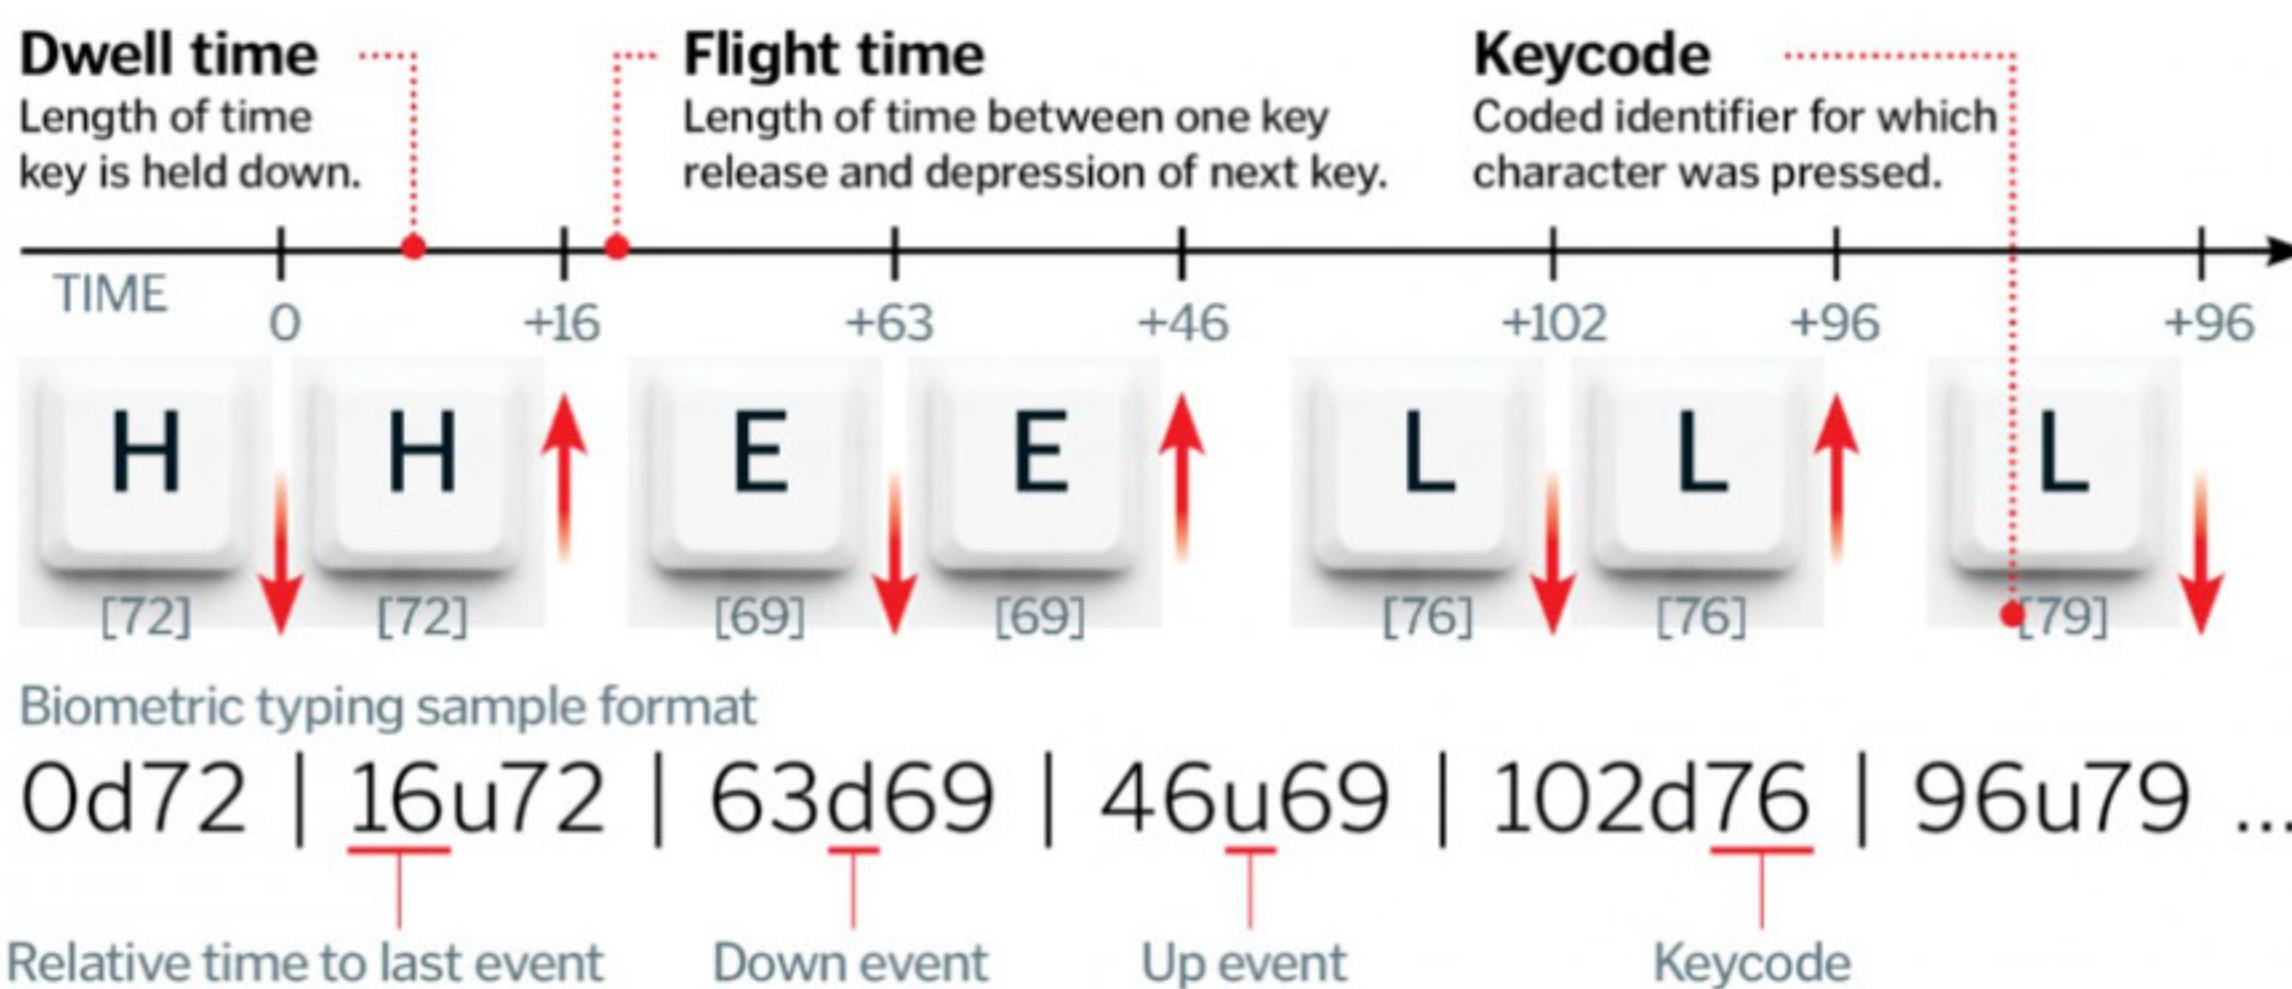 Dwell time
Length of time
key is held down.
Flight time
Length of time between one key
release and depression of next key.
Keycode
Coded identifier for which
character was pressed.
TIME
0 +16 +63 +46 +102 +96 +96
H H E E L L L
[72] [72] [69] [69] [76] [76] [79]
Biometric typing sample format
0d72 | 16u72 | 63d69 | 46u69 | 102d76 | 96u79 ...
Relative time to last event Down event Up event Keycode